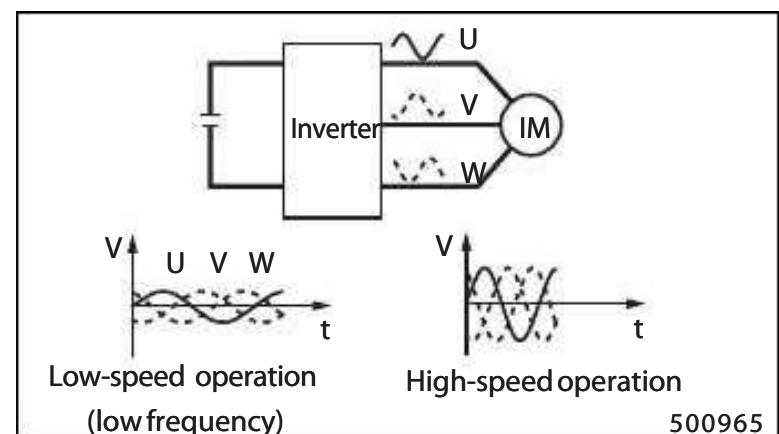 U
V
Inverter
IM
W
V
U V W
t
V
t
Low-speed operation
(low frequency)
High-speed operation
500965